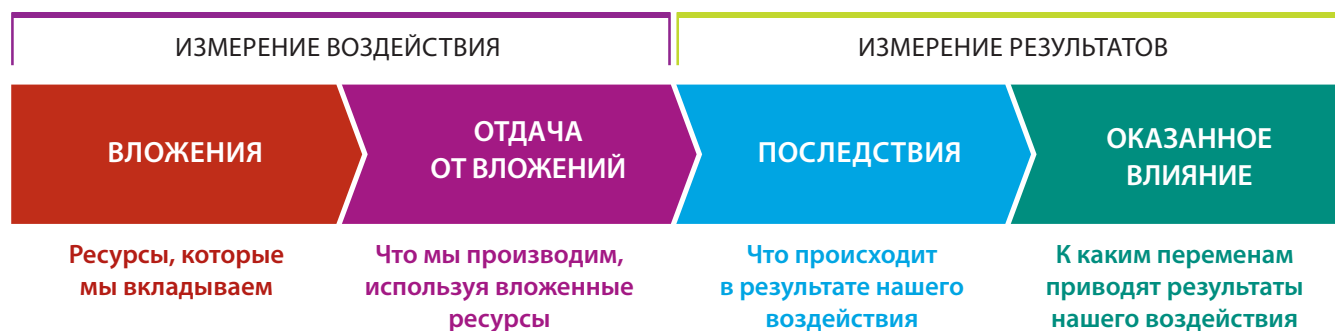 ИЗМЕРЕНИЕ ВОЗДЕЙСТВИЯ
ИЗМЕРЕНИЕ РЕЗУЛЬТАТОВ
ВЛОЖЕНИЯ
ОТДАЧА
ОТ ВЛОЖЕНИЙ
ПОСЛЕДСТВИЯ
ОКАЗАННОЕ
ВЛИЯНИЕ
Ресурсы, которые
мы вкладываем
Что мы производим,
используя вложенные
ресурсы
Что происходит
в результате нашего
воздействия
К каким переменам
приводят результаты
нашего воздействия